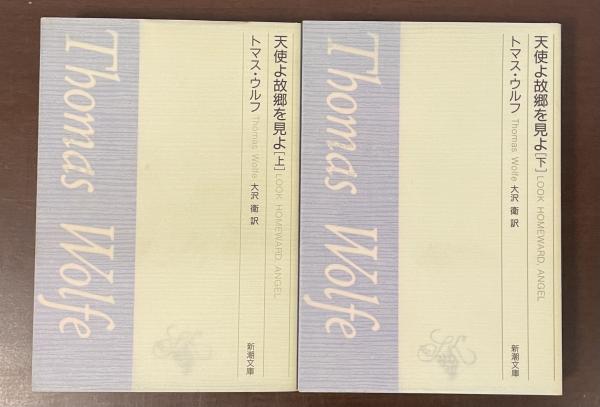 Thomas Wolfe
天使よ故郷を見よ[上] LOOK HOMEWARD, ANGEL
トマス・ウルフ Thomas Wolfe 大沢 衛 訳
新潮文庫
Thomas Wolfe
天使よ故郷を見よ[下] LOOK HOMEWARD, ANGEL
トマス・ウルフ Thomas Wolfe 大沢 衛 訳
新潮文庫